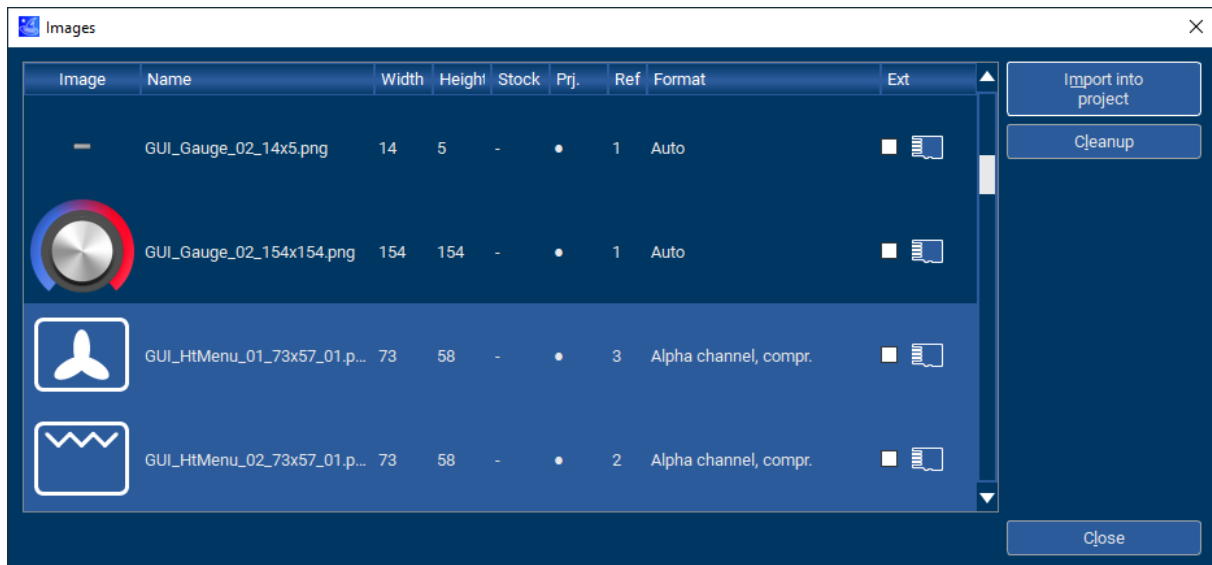 Images
Image Name Width Height Stock Prj. Ref Format Ext
Import into
project
Cleanup
GUI_Gauge_02_14x5.png 14 5 - • 1 Auto
GUI_Gauge_02_154x154.png 154 154 - • 1 Auto
GUI_HtMenu_01_73x57_01.p... 73 58 - • 3 Alpha channel, compr.
GUI_HtMenu_02_73x57_01.p... 73 58 - • 2 Alpha channel, compr.
Close